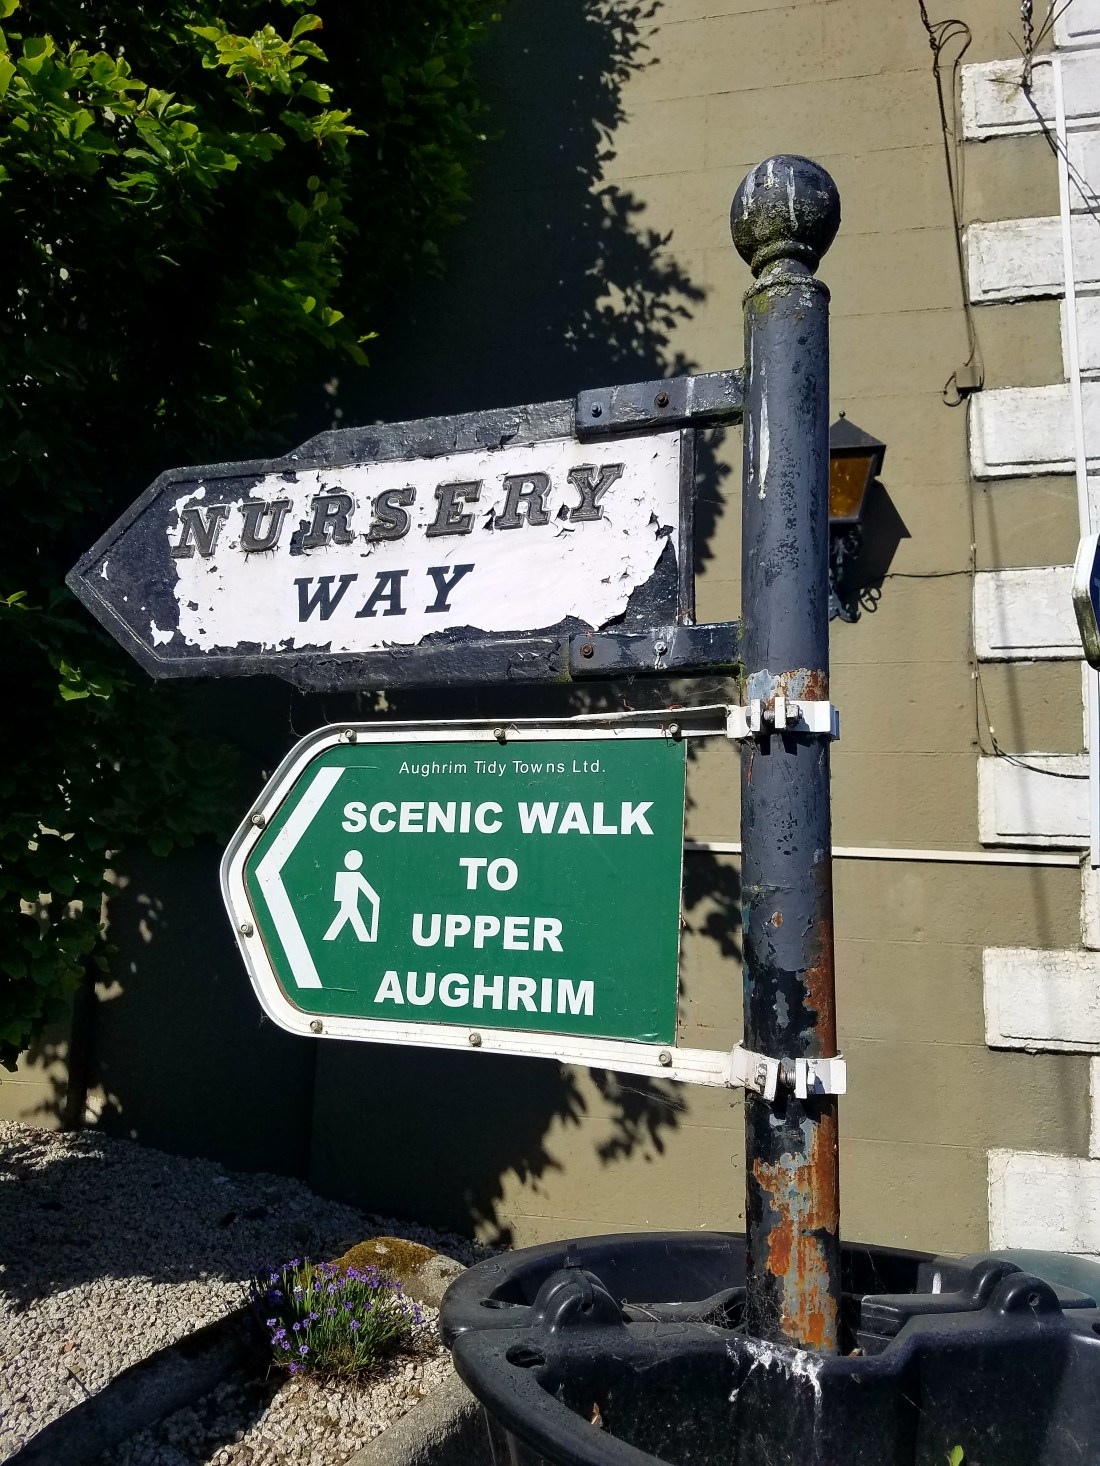 NURSERY
WAY
Aughrim Tidy Towns Ltd.
SCENIC WALK
TO
UPPER
AUGHRIM